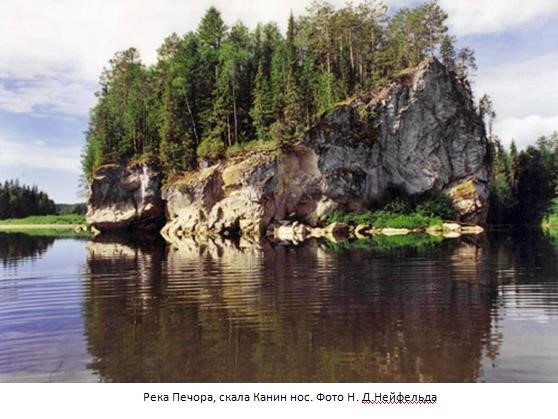 Река Печора, скала Канин нос. Фото Н. Д.Нейфельда